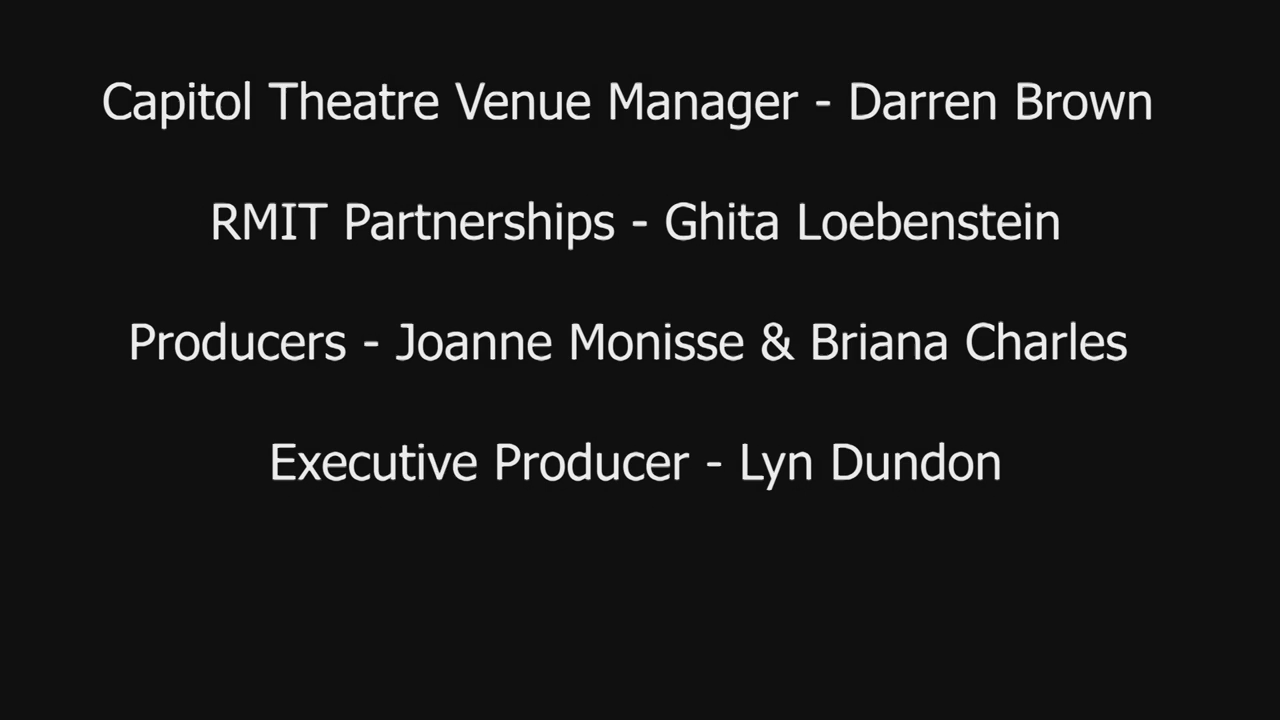 Capitol Theatre Venue Manager - Darren Brown
RMIT Partnerships - Ghita Loebenstein
Producers - Joanne Monisse & Briana Charles
Executive Producer - Lyn Dundon